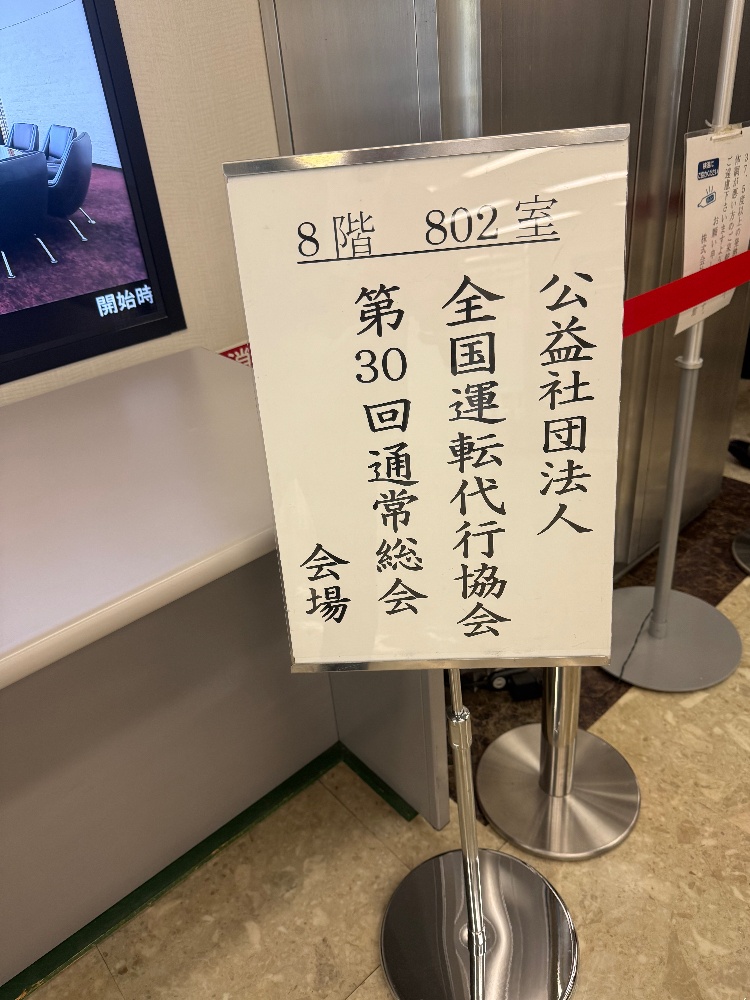 8階 802室
公益社団法人
全国運転代行協会
第30回通常総会
会場
開始時